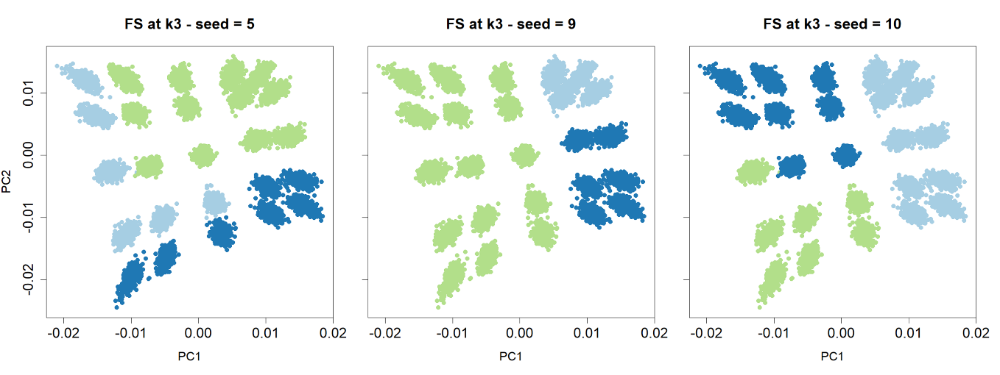 FS at k3 - seed = 5
FS at k3 - seed = 9
FS at k3 - seed = 10
PC2
0.01
0.00
-0.01
-0.02
-0.02 -0.01 0.00 0.01 0.02
-0.02 -0.01 0.00 0.01 0.02
-0.02 -0.01 0.00 0.01 0.02
PC1
PC1
PC1